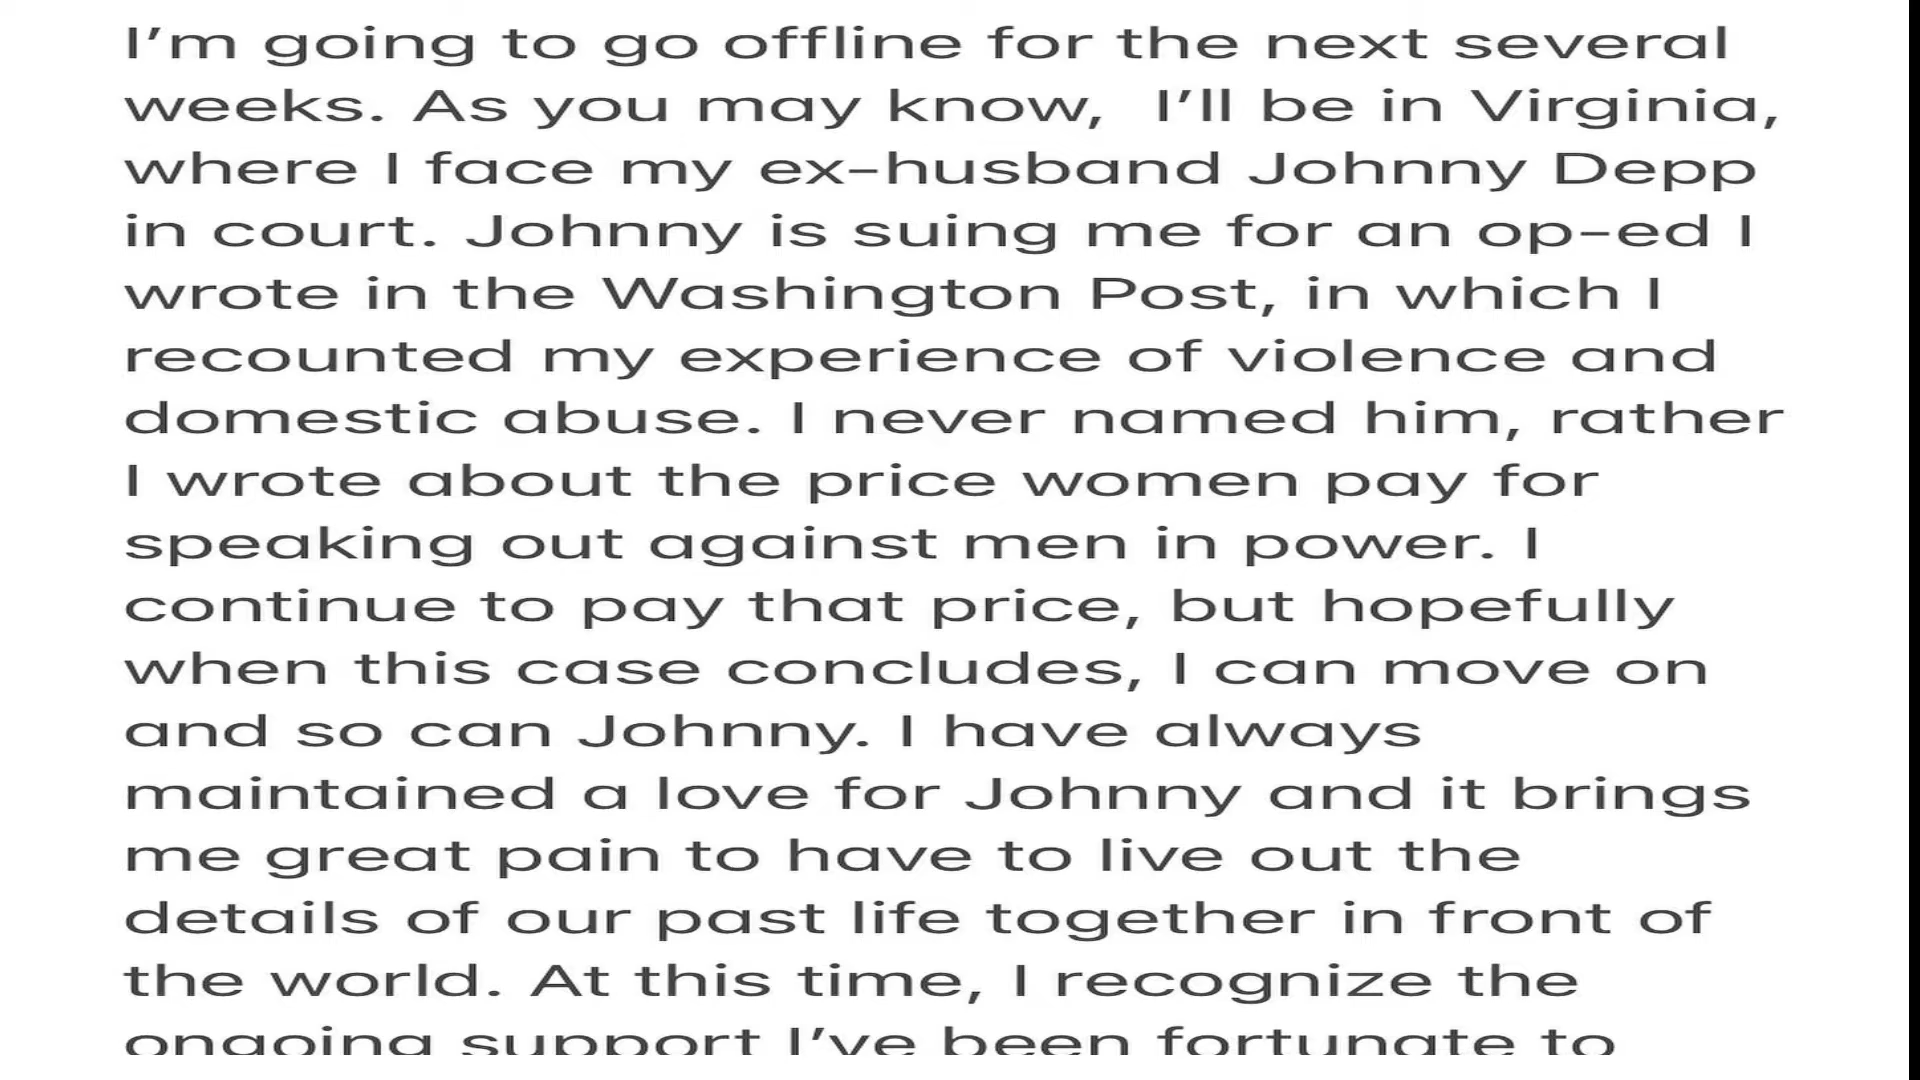 I’m going to go offline for the next several
weeks. As you may know,  I’ll be in Virginia,
where I face my ex-husband Johnny Depp
in court. Johnny is suing me for an op-ed I
wrote in the Washington Post, in which I
recounted my experience of violence and
domestic abuse. I never named him, rather
I wrote about the price women pay for
speaking out against men in power. I
continue to pay that price, but hopefully
when this case concludes, I can move on
and so can Johnny. I have always
maintained a love for Johnny and it brings
me great pain to have to live out the
details of our past life together in front of
the world. At this time, I recognize the
ongoing support I’ve been fortunate to